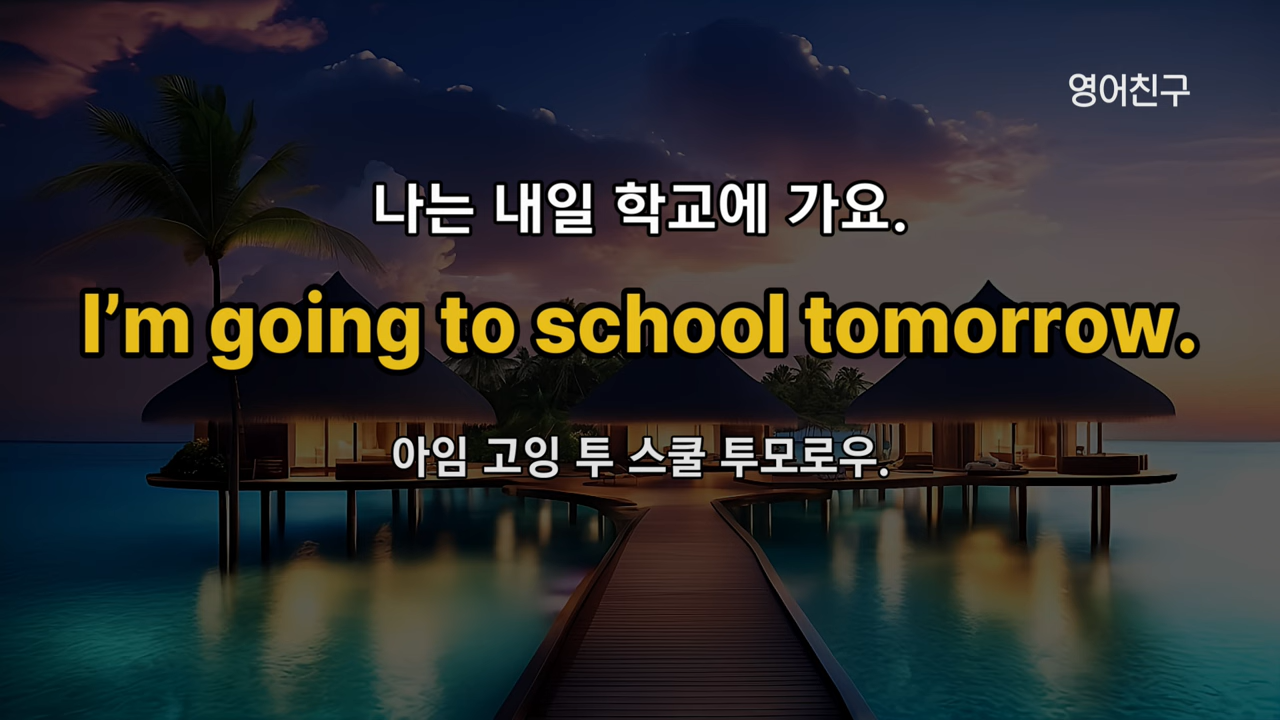 영어친구
나는 내일 학교에 가요.
I’m going to school tomorrow.
아임 고잉 투 스쿨 투모로우.